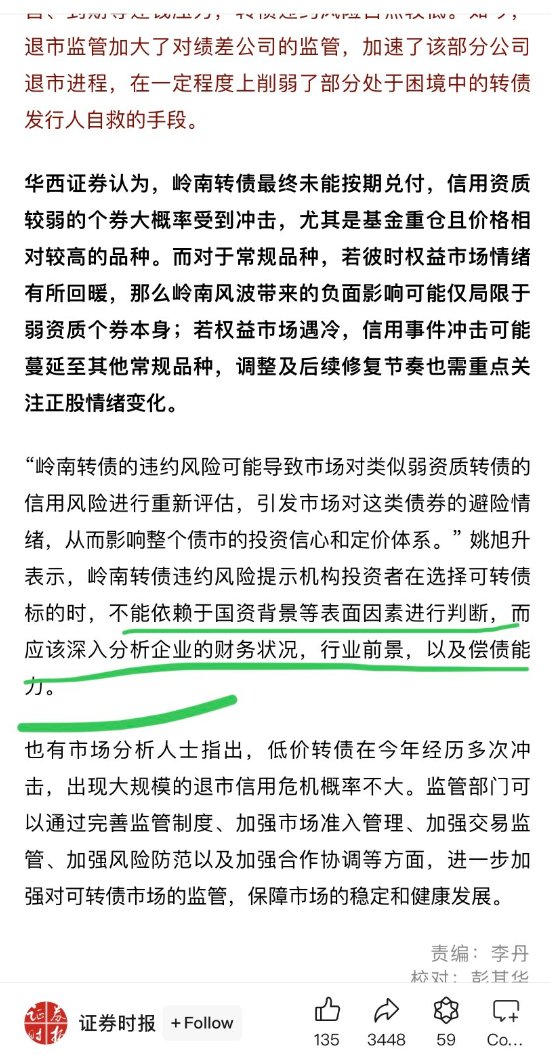 退市监管加大了对绩差公司的监管，加速了该部分公司
退市进程，在一定程度上削弱了部分处于困境中的转债
发行人自救的手段。
华西证券认为，岭南转债最终未能按期兑付，信用资质
较弱的个券大概率受到冲击，尤其是基金重仓且价格相
对较高的品种。而对于常规品种，若彼时权益市场情绪
有所回暖，那么岭南风波带来的负面影响可能仅局限于
弱资质个券本身；若权益市场遇冷，信用事件冲击可能
蔓延至其他常规品种，调整及后续修复节奏也需重点关
注正股情绪变化。
“岭南转债的违约风险可能导致市场对类似弱资质转债的
信用风险进行重新评估，引发市场对这类债券的避险情
绪，从而影响整个债市的投资信心和定价体系。”姚旭升
表示，岭南转债违约风险提示机构投资者在选择可转债
标的时，不能依赖于国资背景等表面因素进行判断，而
应该深入分析企业的财务状况，行业前景，以及偿债能
力。
也有市场分析人士指出，低价转债在今年经历多次冲
击，出现大规模的退市信用危机概率不大。监管部门可
以通过完善监管制度、加强市场准入管理、加强交易监
管、加强风险防范以及加强合作协调等方面，进一步加
强对可转债市场的监管，保障市场的稳定和健康发展。
责编：李丹
校对：彭其华
证券时报
证券时报 +Follow 135 3448 59 Co...